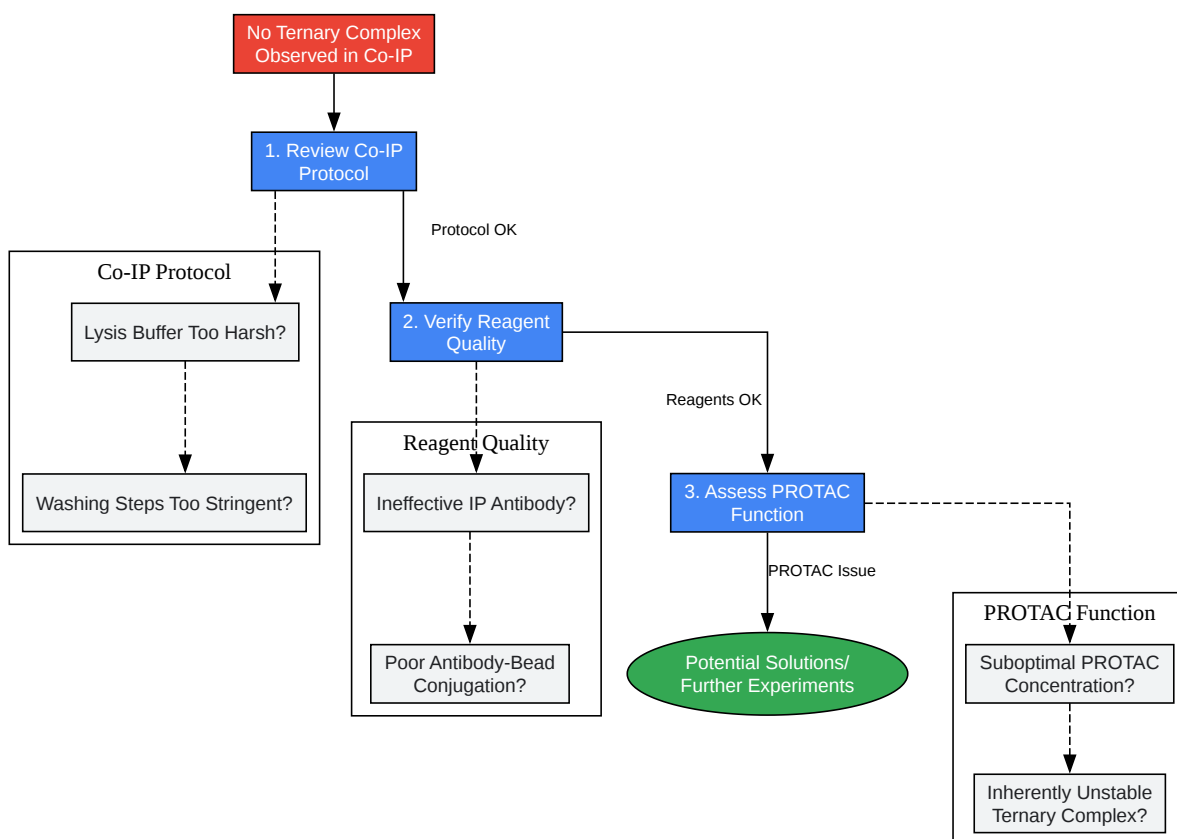 No Ternary Complex
Observed in Co-IP
1. Review Co-IP
Protocol
Protocol OK
Co-IP Protocol
Lysis Buffer Too Harsh?
Washing Steps Too Stringent?
2. Verify Reagent
Quality
Reagents OK
Reagent Quality
Ineffective IP Antibody?
Poor Antibody-Bead
Conjugation?
3. Assess PROTAC
Function
PROTAC Issue
Potential Solutions/
Further Experiments
PROTAC Function
Suboptimal PROTAC
Concentration?
Inherently Unstable
Ternary Complex?